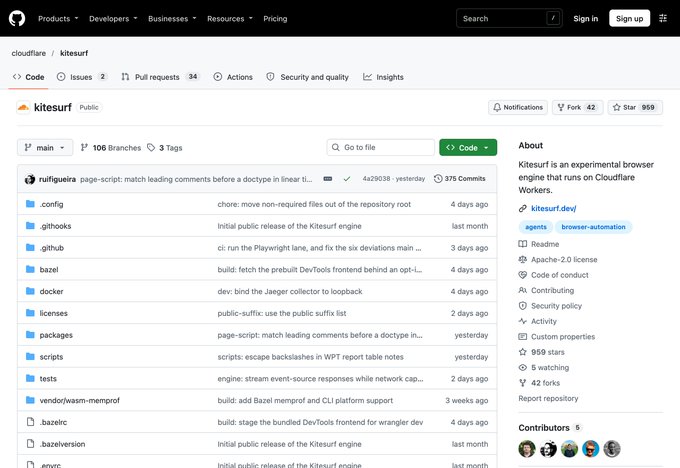 Products Developers Businesses Resources Pricing Search / Sign in Sign up
cloudflare / kitesurf
Code Issues 2 Pull requests 34 Actions Security and quality Insights
kitesurf Public Notifications Fork 42 Star 959
main 106 Branches 3 Tags Go to file Code
ruifigueira page-script: match leading comments before a doctype in linear ti... 4a29038 · yesterday 375 Commits
.config chore: move non-required files out of the repository root 4 days ago
.githooks Initial public release of the Kitesurf engine last month
.github ci: run the Playwright lane, and fix the six deviations main ... 3 days ago
bazel build: fetch the prebuilt DevTools frontend behind an opt-i... 4 days ago
docker dev: bind the Jaeger collector to loopback 4 days ago
licenses public-suffix: use the public suffix list 2 days ago
packages page-script: match leading comments before a doctype in... yesterday
scripts scripts: escape backslashes in WPT report table notes yesterday
tests engine: stream event-source responses while network cap... 2 days ago
vendor/wasm-memprof build: add Bazel memprof and CLI platform support 3 weeks ago
.bazelrc build: stage the bundled DevTools frontend for wrangler dev 4 days ago
.bazelversion Initial public release of the Kitesurf engine last month
.envrc Initial public release of the Kitesurf engine last month
About
Kitesurf is an experimental browser
engine that runs on Cloudflare
Workers.
kitesurf.dev/
agents browser-automation
Readme
Apache-2.0 license
Code of conduct
Contributing
Security policy
Activity
Custom properties
959 stars
5 watching
42 forks
Report repository
Contributors 5